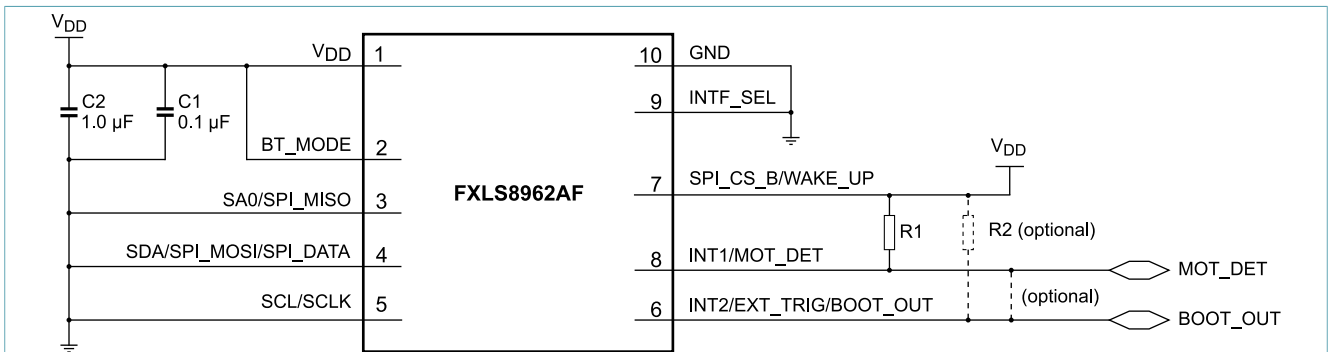 VDD
VDD 1
C2
1.0 µF
C1
0.1 µF
BT_MODE 2
SA0/SPI_MISO 3
SDA/SPI_MOSI/SPI_DATA 4
SCL/SCLK 5
FXLS8962AF
10 GND
9 INTF_SEL
VDD
7 SPI_CS_B/WAKE_UP
R1
R2 (optional)
8 INT1/MOT_DET
MOT_DET
(optional)
6 INT2/EXT_TRIG/BOOT_OUT
BOOT_OUT